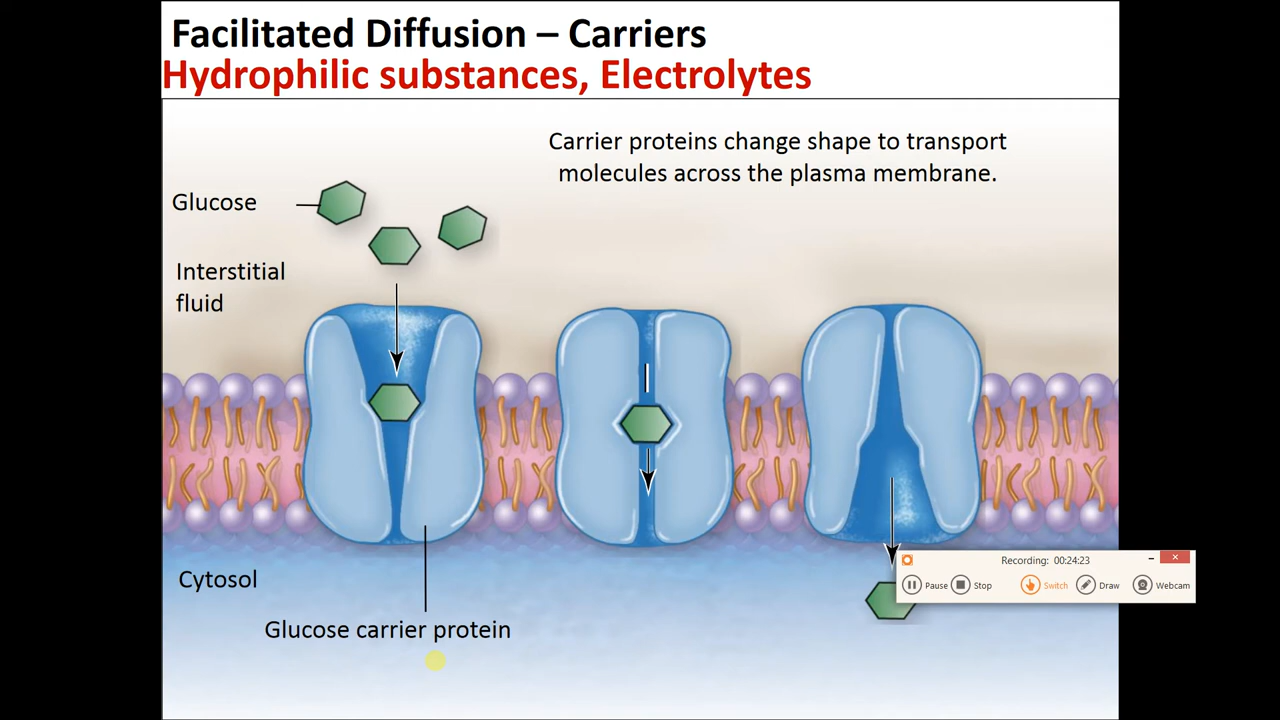 Facilitated Diffusion – Carriers
Hydrophilic substances, Electrolytes
Carrier proteins change shape to transport
molecules across the plasma membrane.
Glucose
Interstitial
fluid
Cytosol
Glucose carrier protein
Recording: 00:24:23
Pause Stop Switch Draw Webcam